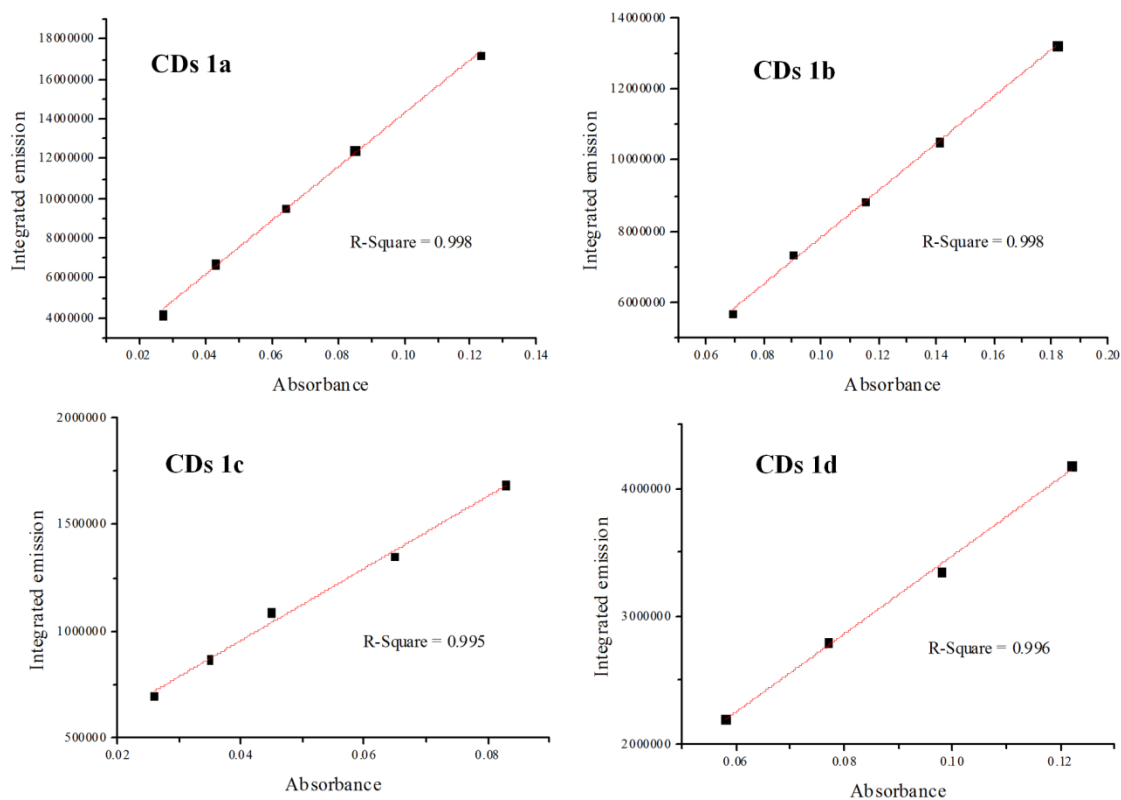 CDs 1a
18000000
16000000
14000000
12000000
10000000
8000000
6000000
4000000
Integrated emission
R-Square = 0.998
0.02 0.04 0.06 0.08 0.10 0.12 0.14
Absorbance
CDs 1b
14000000
12000000
10000000
8000000
6000000
Integrated emission
R-Square = 0.998
0.06 0.08 0.10 0.12 0.14 0.16 0.18 0.20
Absorbance
CDs 1c
2000000
1500000
1000000
500000
Integrated emission
R-Square = 0.995
0.02 0.04 0.06 0.08
Absorbance
CDs 1d
4000000
3000000
2000000
Integrated emission
R-Square = 0.996
0.06 0.08 0.10 0.12
Absorbance